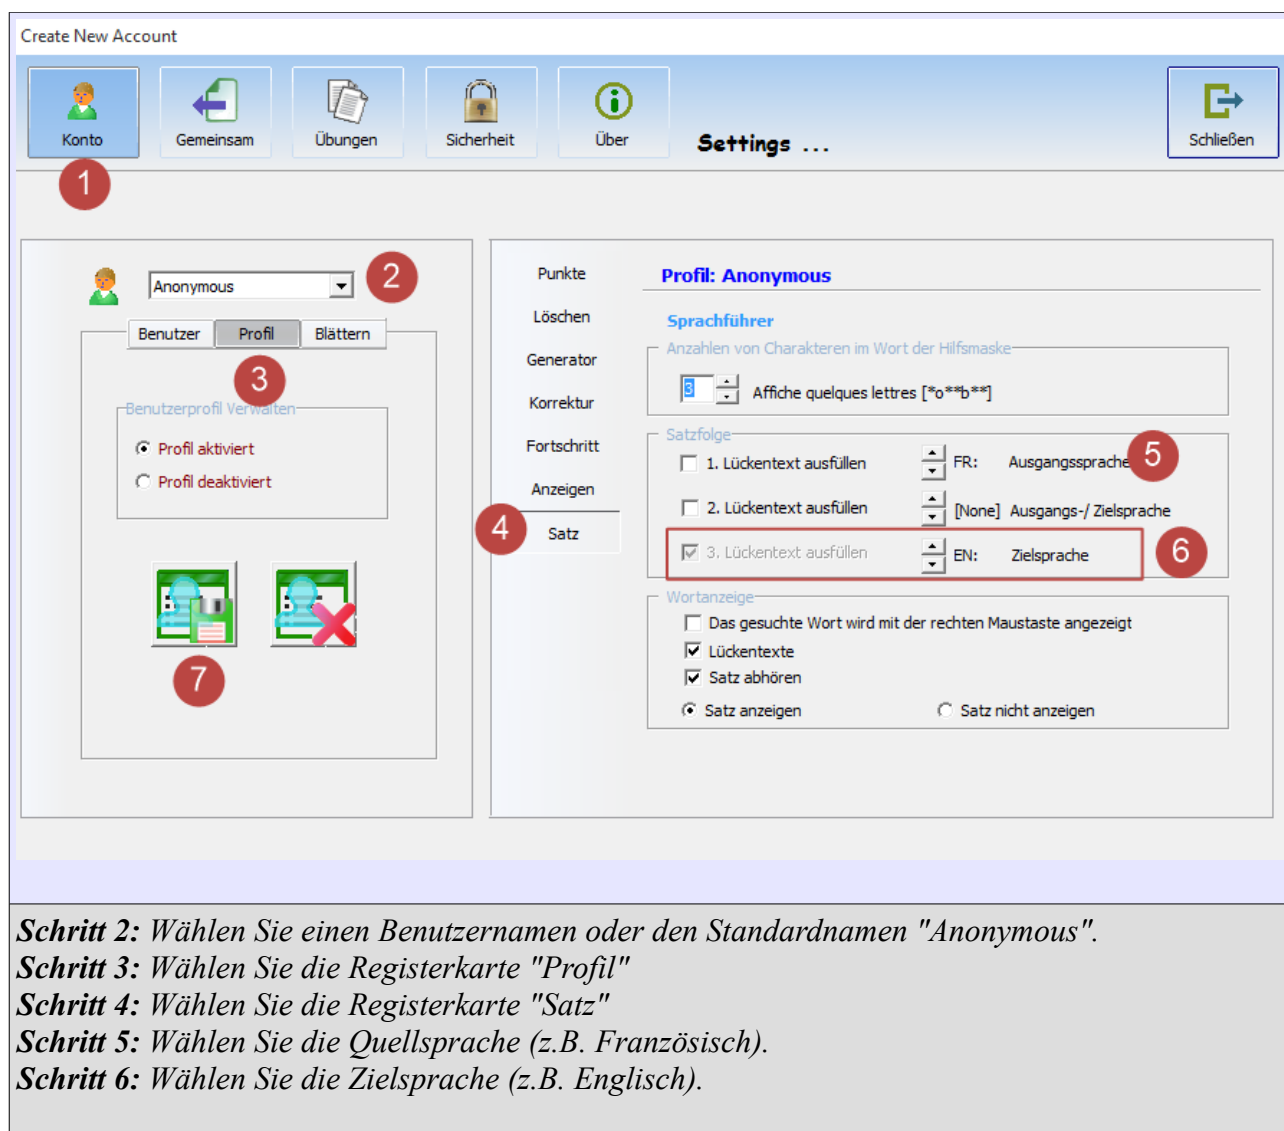 Create New Account
Konto
Gemeinsam
Übungen
Sicherheit
Über
Settings ...
Schließen
1
Anonymous
2
Benutzer Profil Blättern
3
Benutzerprofil Verwalten
Profil aktiviert
Profil deaktiviert
7
Punkte
Löschen
Generator
Korrektur
Fortschritt
Anzeigen
4 Satz
Profil: Anonymous
Sprachführer
Anzahlen von Charakteren im Wort der Hilfsmaske
3 Affiche quelques lettres [*o**b**]
Satzfolge
1. Lückentext ausfüllen FR: Ausgangssprache 5
2. Lückentext ausfüllen [None] Ausgangs-/ Zielsprache
3. Lückentext ausfüllen EN: Zielsprache 6
Wortanzeige
Das gesuchte Wort wird mit der rechten Maustaste angezeigt
Lückentexte
Satz abhören
Satz anzeigen Satz nicht anzeigen
Schritt 2: Wählen Sie einen Benutzernamen oder den Standardnamen "Anonymous".
Schritt 3: Wählen Sie die Registerkarte "Profil"
Schritt 4: Wählen Sie die Registerkarte "Satz"
Schritt 5: Wählen Sie die Quellsprache (z.B. Französisch).
Schritt 6: Wählen Sie die Zielsprache (z.B. Englisch).